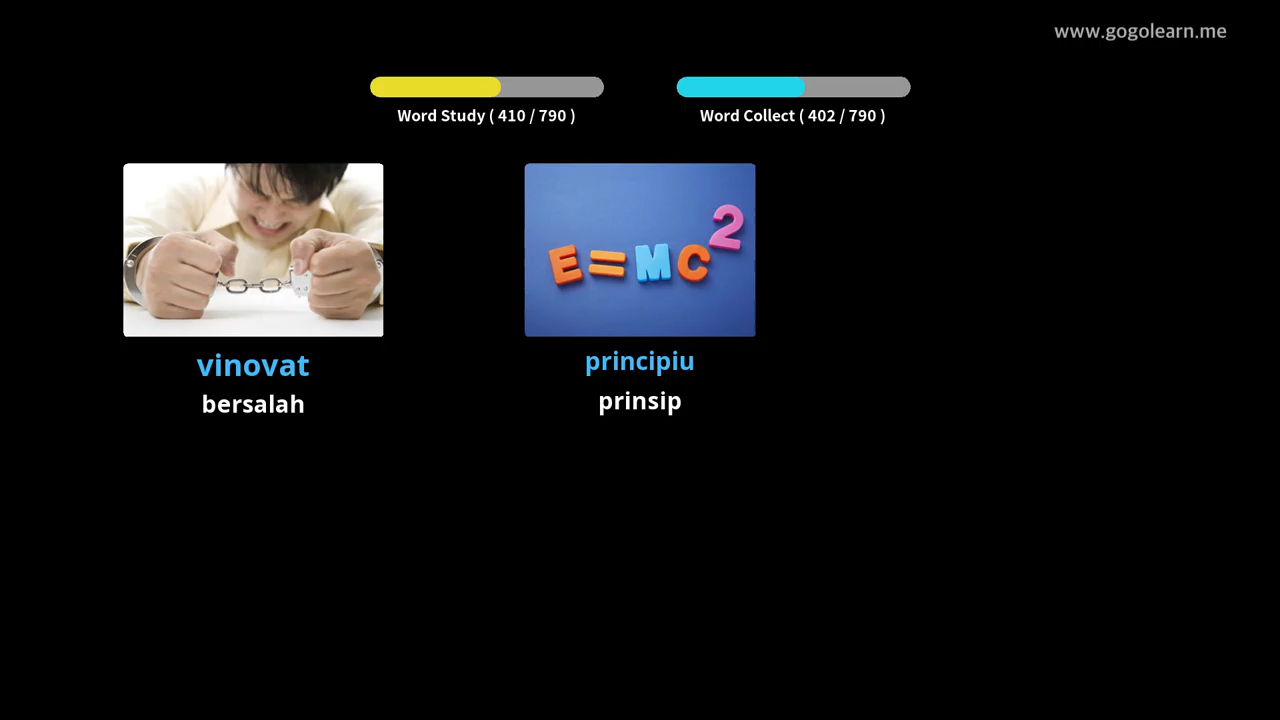 www.gogolearn.me
Word Study ( 410 / 790 )
Word Collect ( 402 / 790 )
E=MC2
vinovat
bersalah
principiu
prinsip